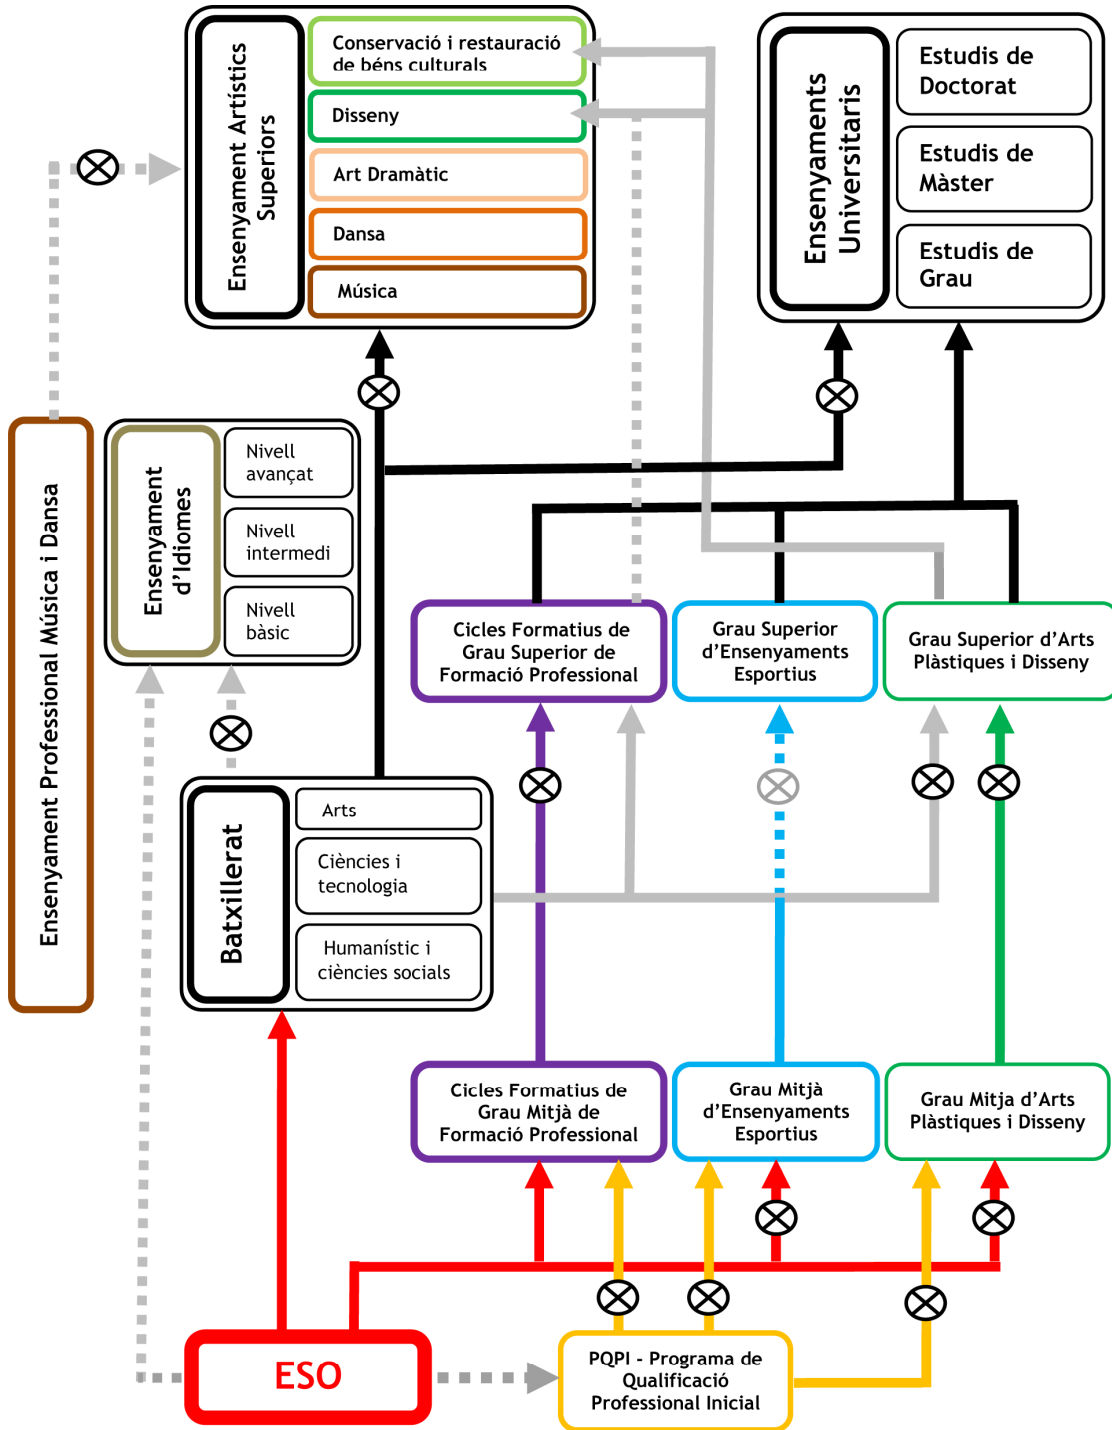 Ensenyament Artístics
Superiors
Conservació i restauració
de béns culturals
Disseny
Art Dramàtic
Dansa
Música
Ensenyaments
Universitaris
Estudis de
Doctorat
Estudis de
Màster
Estudis de
Grau
Ensenyament Professional Música i Dansa
Ensenyament
d'Idiomes
Nivell
avançat
Nivell
intermedi
Nivell
bàsic
Cicles Formatius de
Grau Superior de
Formació Professional
Grau Superior
d'Ensenyaments
Esportius
Grau Superior d'Arts
Plàstiques i Disseny
Batxillerat
Arts
Ciències i
tecnologia
Humanístic i
ciències socials
Cicles Formatius de
Grau Mitjà de
Formació Professional
Grau Mitjà
d'Ensenyaments
Esportius
Grau Mitja d'Arts
Plàstiques i Disseny
ESO
PQPI - Programa de
Qualificació
Professional Inicial